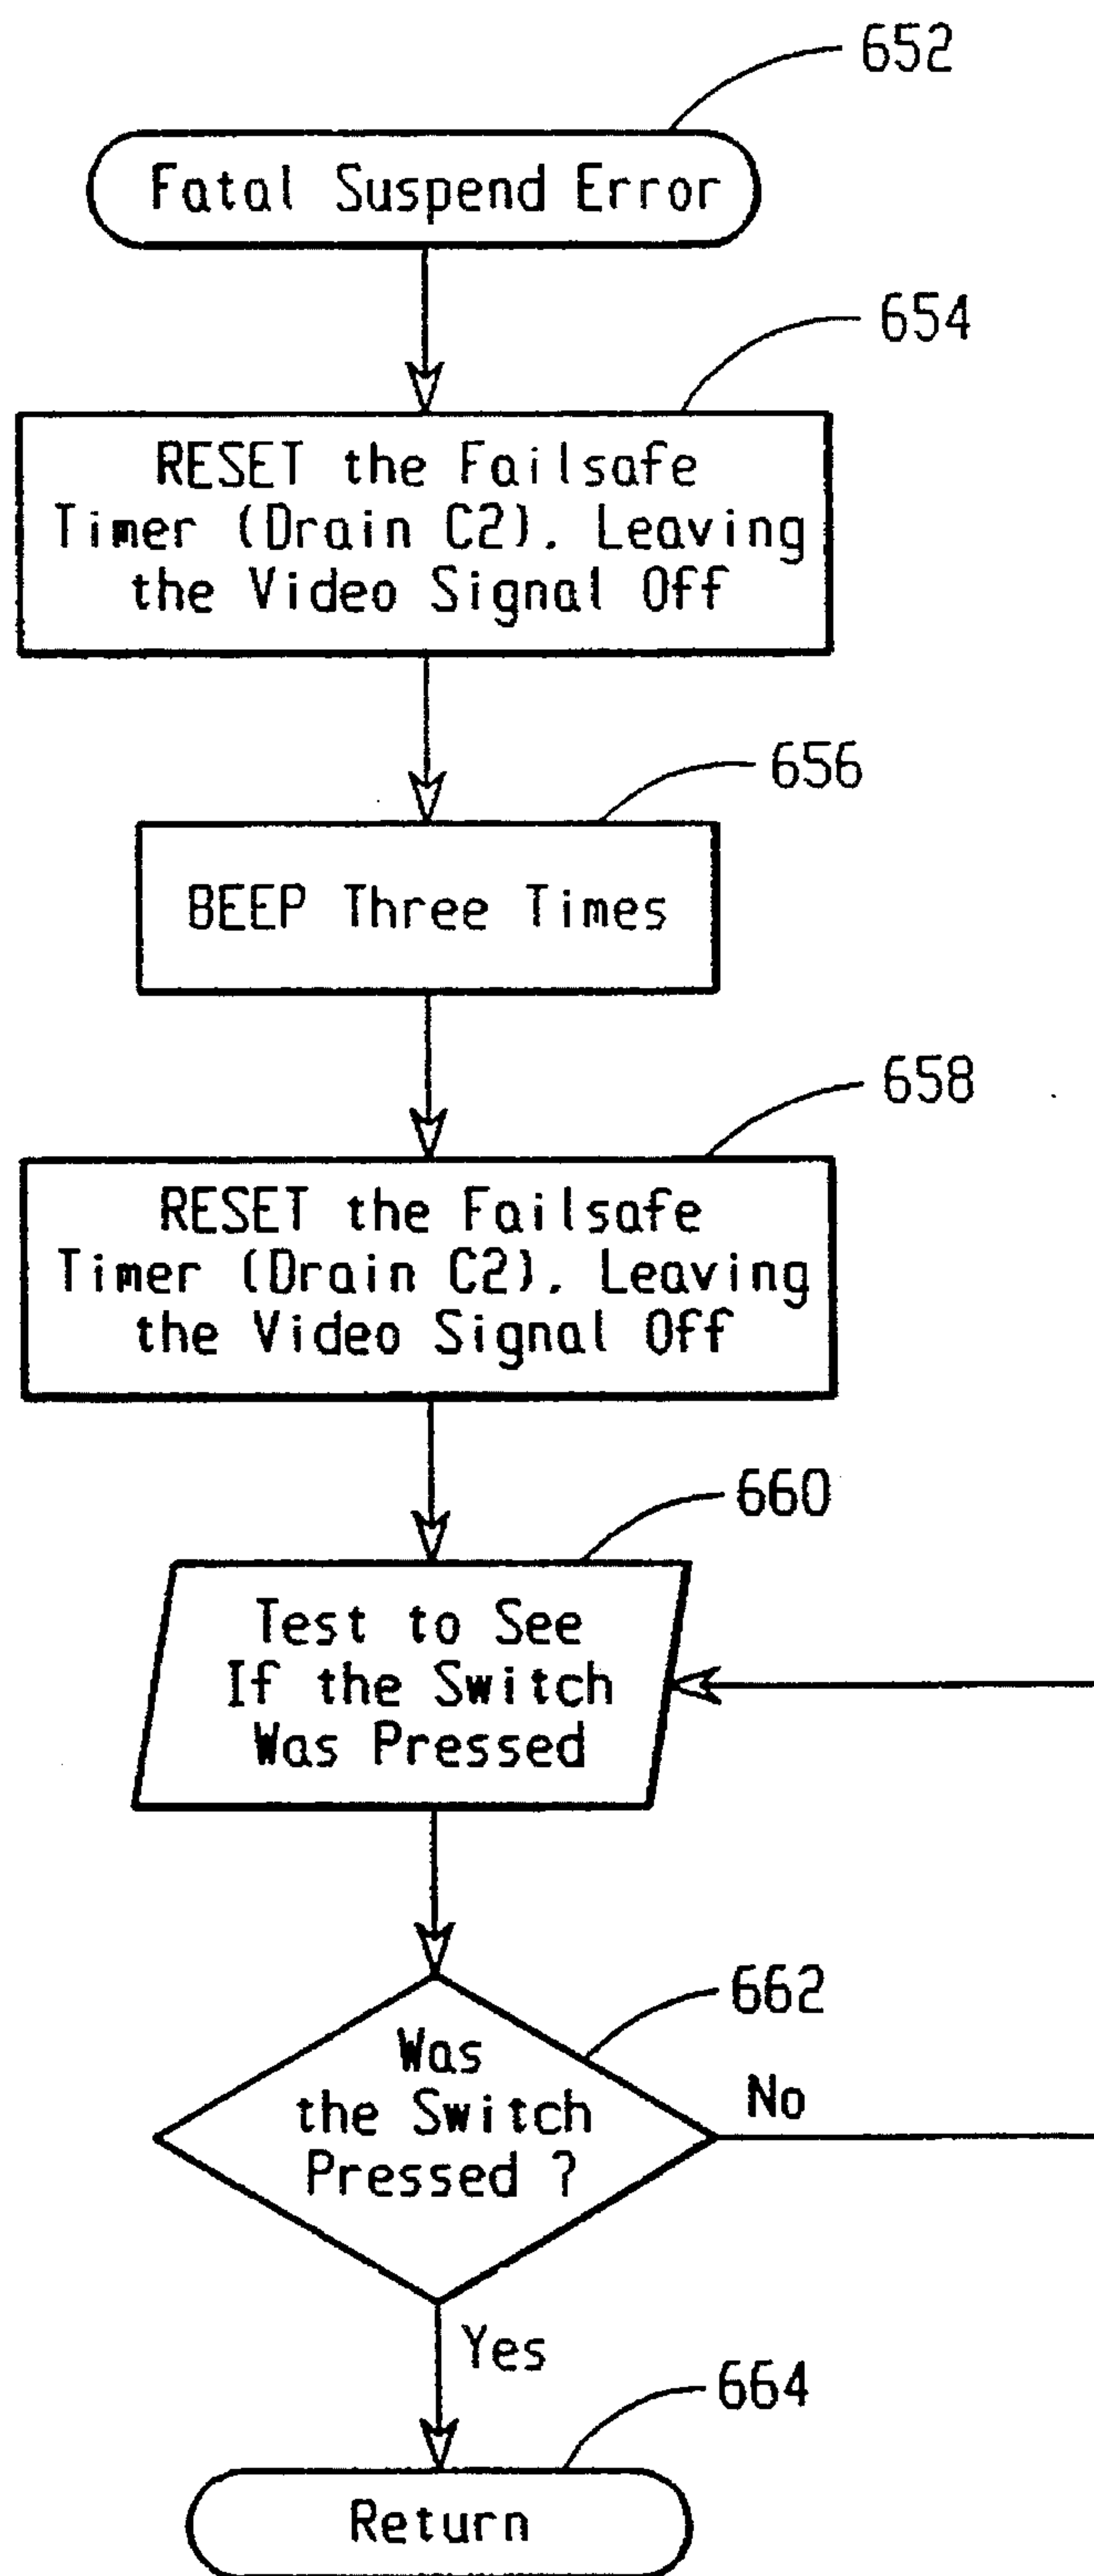 652
Fatal Suspend Error
654
RESET the Failsafe
Timer (Drain C2). Leaving
the Video Signal Off
656
BEEP Three Times
658
RESET the Failsafe
Timer (Drain C2). Leaving
the Video Signal Off
660
Test to See
If the Switch
Was Pressed
662
Was
the Switch
Pressed ?
No
Yes
664
Return